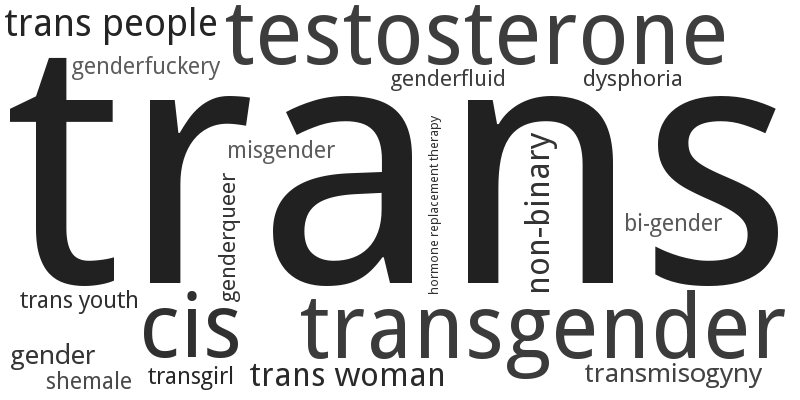 trans people
testosterone
genderfuckery
genderfluid
dysphoria
trans
misgender
genderqueer
hormone replacement therapy
non-binary
bi-gender
trans youth
cis
transgender
gender
shemale
transgirl
trans woman
transmisogyny